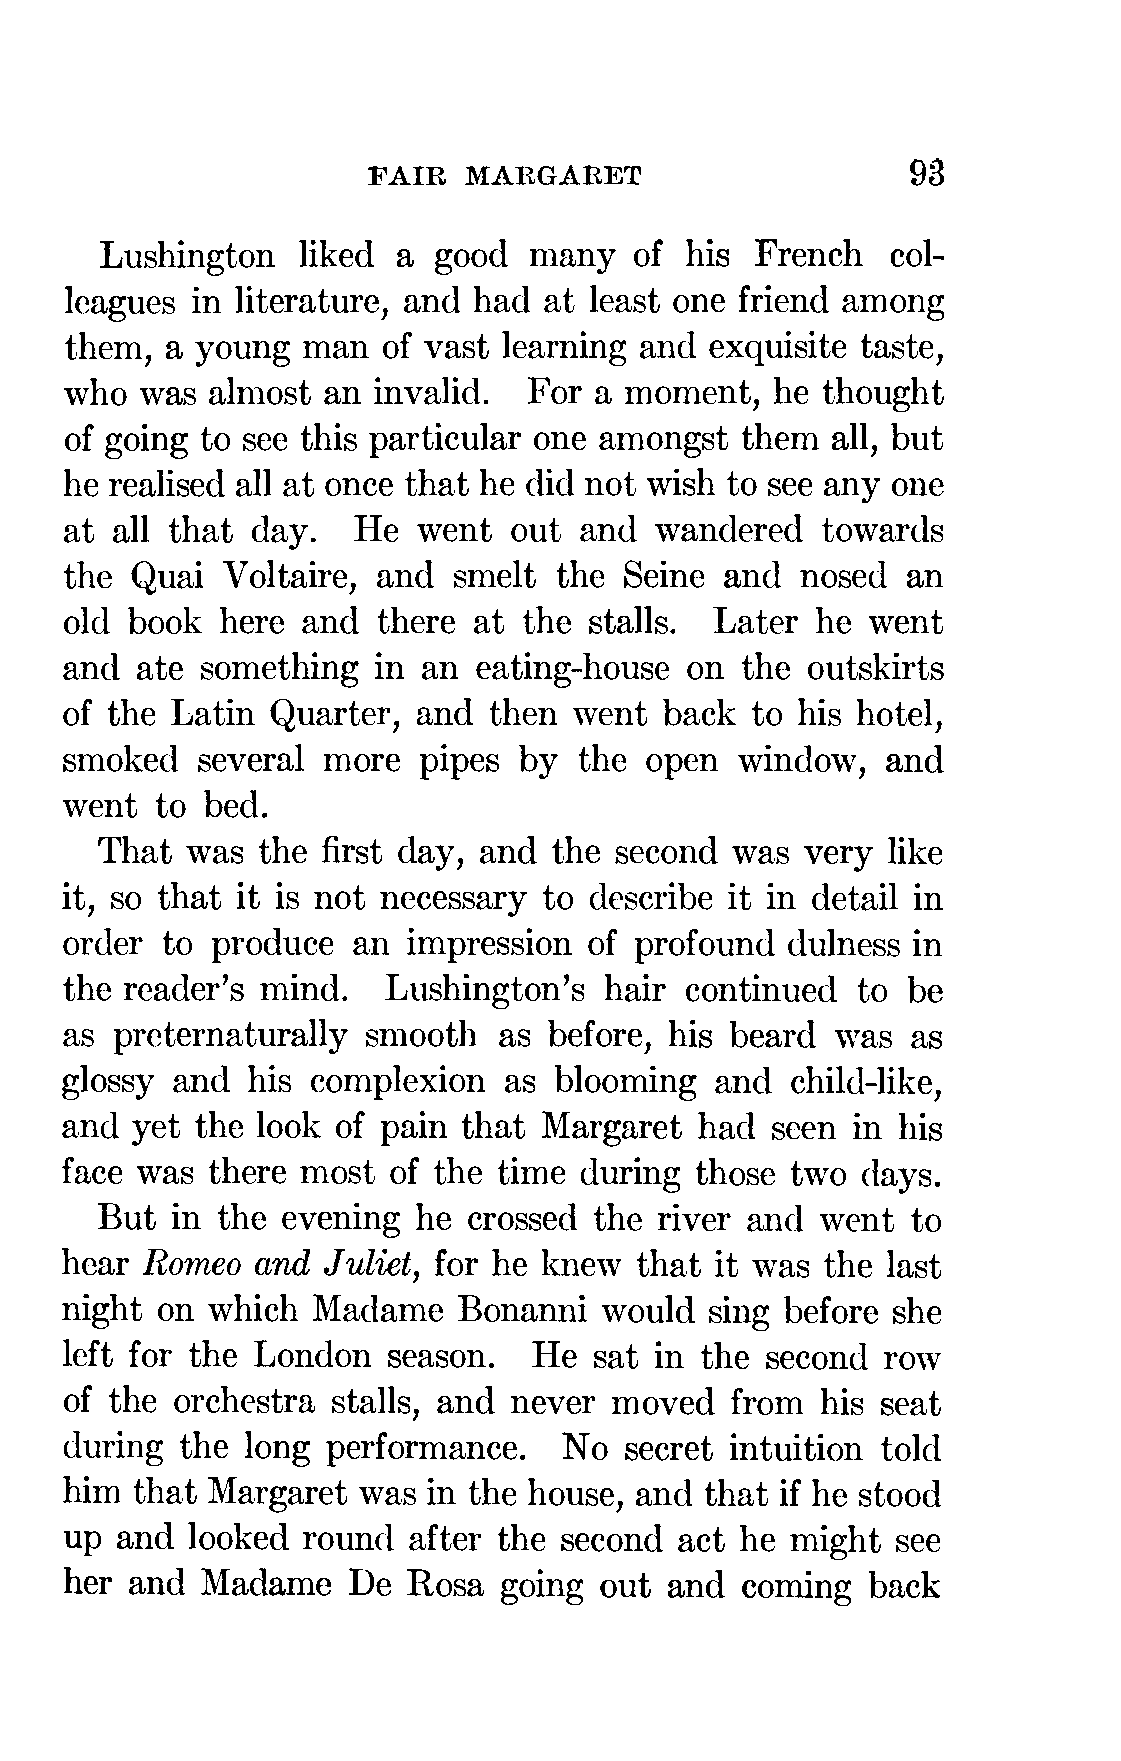 FAIR MARGARET 93
Lushington liked a good many of his French col-
leagues in literature, and had at least one friend among
them, a young man of vast learning and exquisite taste,
who was almost an invalid. For a moment, he thought
of going to see this particular one amongst them all, but
he realised all at once that he did not wish to see any one
at all that day. He went out and wandered towards
the Quai Voltaire, and smelt the Seine and nosed an
old book here and there at the stalls. Later he went
and ate something in an eating-house on the outskirts
of the Latin Quarter, and then went back to his hotel,
smoked several more pipes by the open window, and
went to bed.
That was the first day, and the second was very like
it, so that it is not necessary to describe it in detail in
order to produce an impression of profound dulness in
the reader's mind. Lushington's hair continued to be
as preternaturally smooth as before, his beard was as
glossy and his complexion as blooming and child-like,
and yet the look of pain that Margaret had seen in his
face was there most of the time during those two days.
But in the evening he crossed the river and went to
hear Romeo and Juliet, for he knew that it was the last
night on which Madame Bonanni would sing before she
left for the London season. He sat in the second row
of the orchestra stalls, and never moved from his seat
during the long performance. No secret intuition told
him that Margaret was in the house, and that if he stood
up and looked round after the second act he might see
her and Madame De Rosa going out and coming back